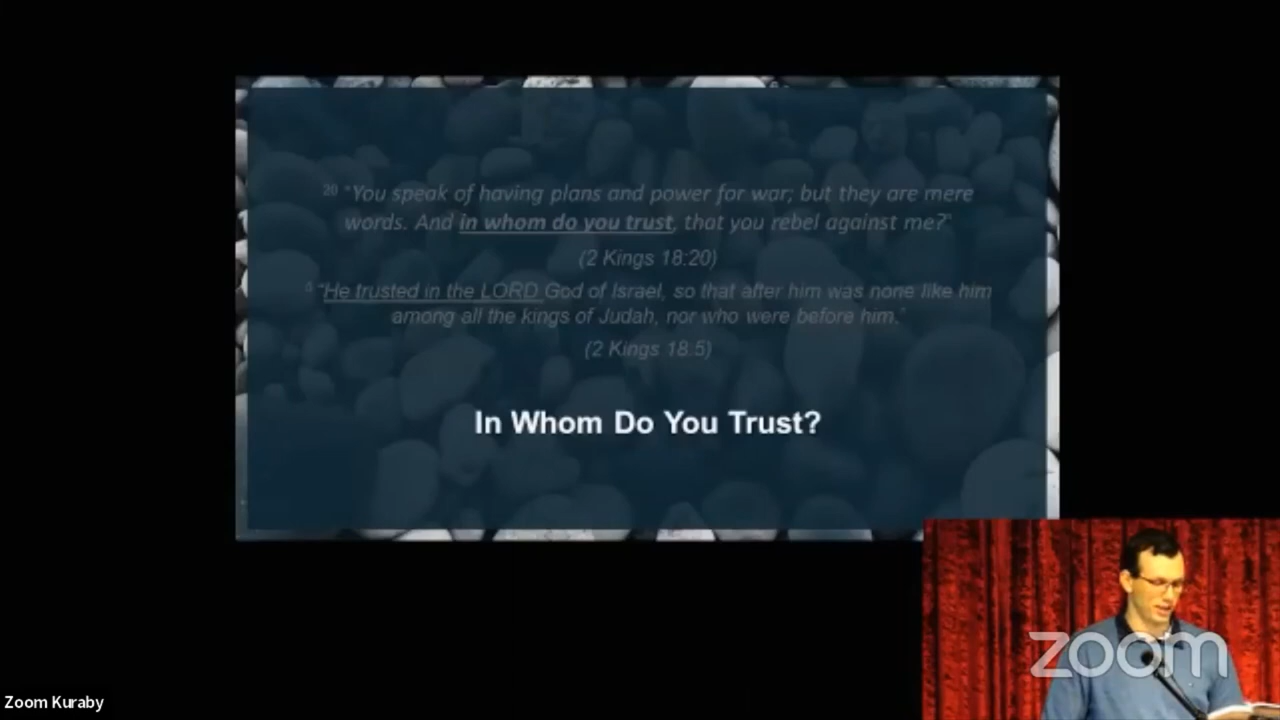 20 "You speak of having plans and power for war; but they are mere
words. And in whom do you trust, that you rebel against me?"
(2 Kings 18:20)
5 "He trusted in the LORD God of Israel, so that after him was none like him
among all the kings of Judah, nor who were before him."
(2 Kings 18:5)
In Whom Do You Trust?
zoom
Zoom Kuraby